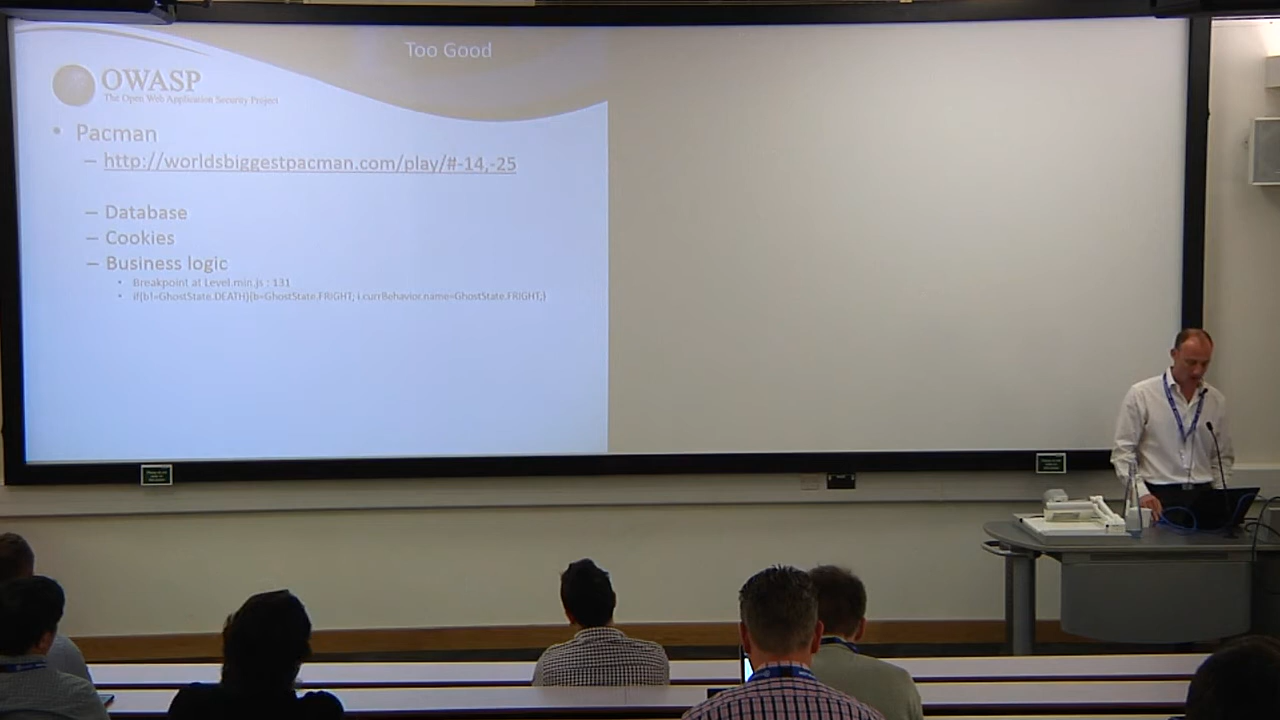 Too Good
OWASP
The Open Web Application Security Project
• Pacman
– http://worldsbiggestpacman.com/play/#-14,-25
– Database
– Cookies
– Business logic
• Breakpoint at Level.min.js : 131
• if(b!=GhostState.DEATH){b=GhostState.FRIGHT; i.currBehavior.name=GhostState.FRIGHT;}